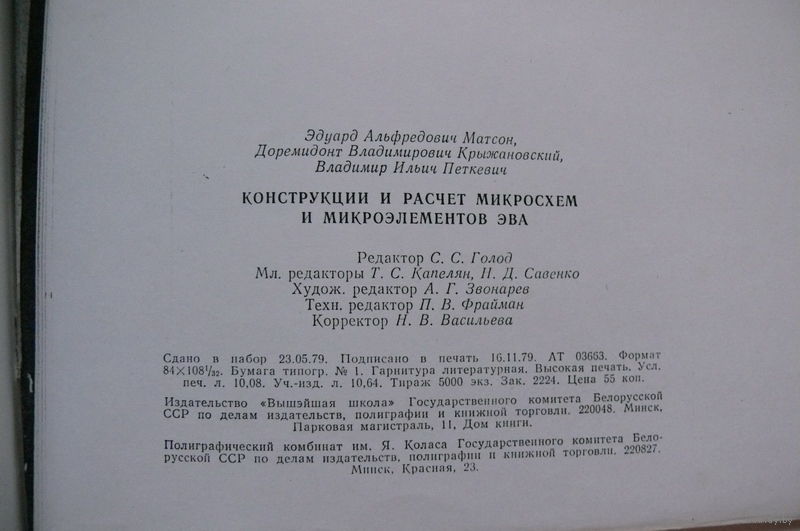 Эдуард Альфредович Матсон,
Доремидонт Владимирович Крыжановский,
Владимир Ильич Петкевич
КОНСТРУКЦИИ И РАСЧЕТ МИКРОСХЕМ
И МИКРОЭЛЕМЕНТОВ ЭВА
Редактор С. С. Голод
Мл. редакторы Т. С. Капелян, Н. Д. Савенко
Худож. редактор А. Г. Звонарев
Техн. редактор П. В. Фрайман
Корректор Н. В. Васильева
Сдано в набор 23.05.79. Подписано в печать 16.11.79. АТ 03663. Формат
84×108 1/32. Бумага типогр. № 1. Гарнитура литературная. Высокая печать. Усл.
печ. л. 10,08. Уч.-изд. л. 10,64. Тираж 5000 экз. Зак. 2224. Цена 55 коп.
Издательство «Вышэйшая школа» Государственного комитета Белорусской
ССР по делам издательств, полиграфии и книжной торговли. 220048. Минск,
Парковая магистраль, 11, Дом книги.
Полиграфический комбинат им. Я. Коласа Государственного комитета Бело-
русской ССР по делам издательств, полиграфии и книжной торговли. 220827.
Минск, Красная, 23.